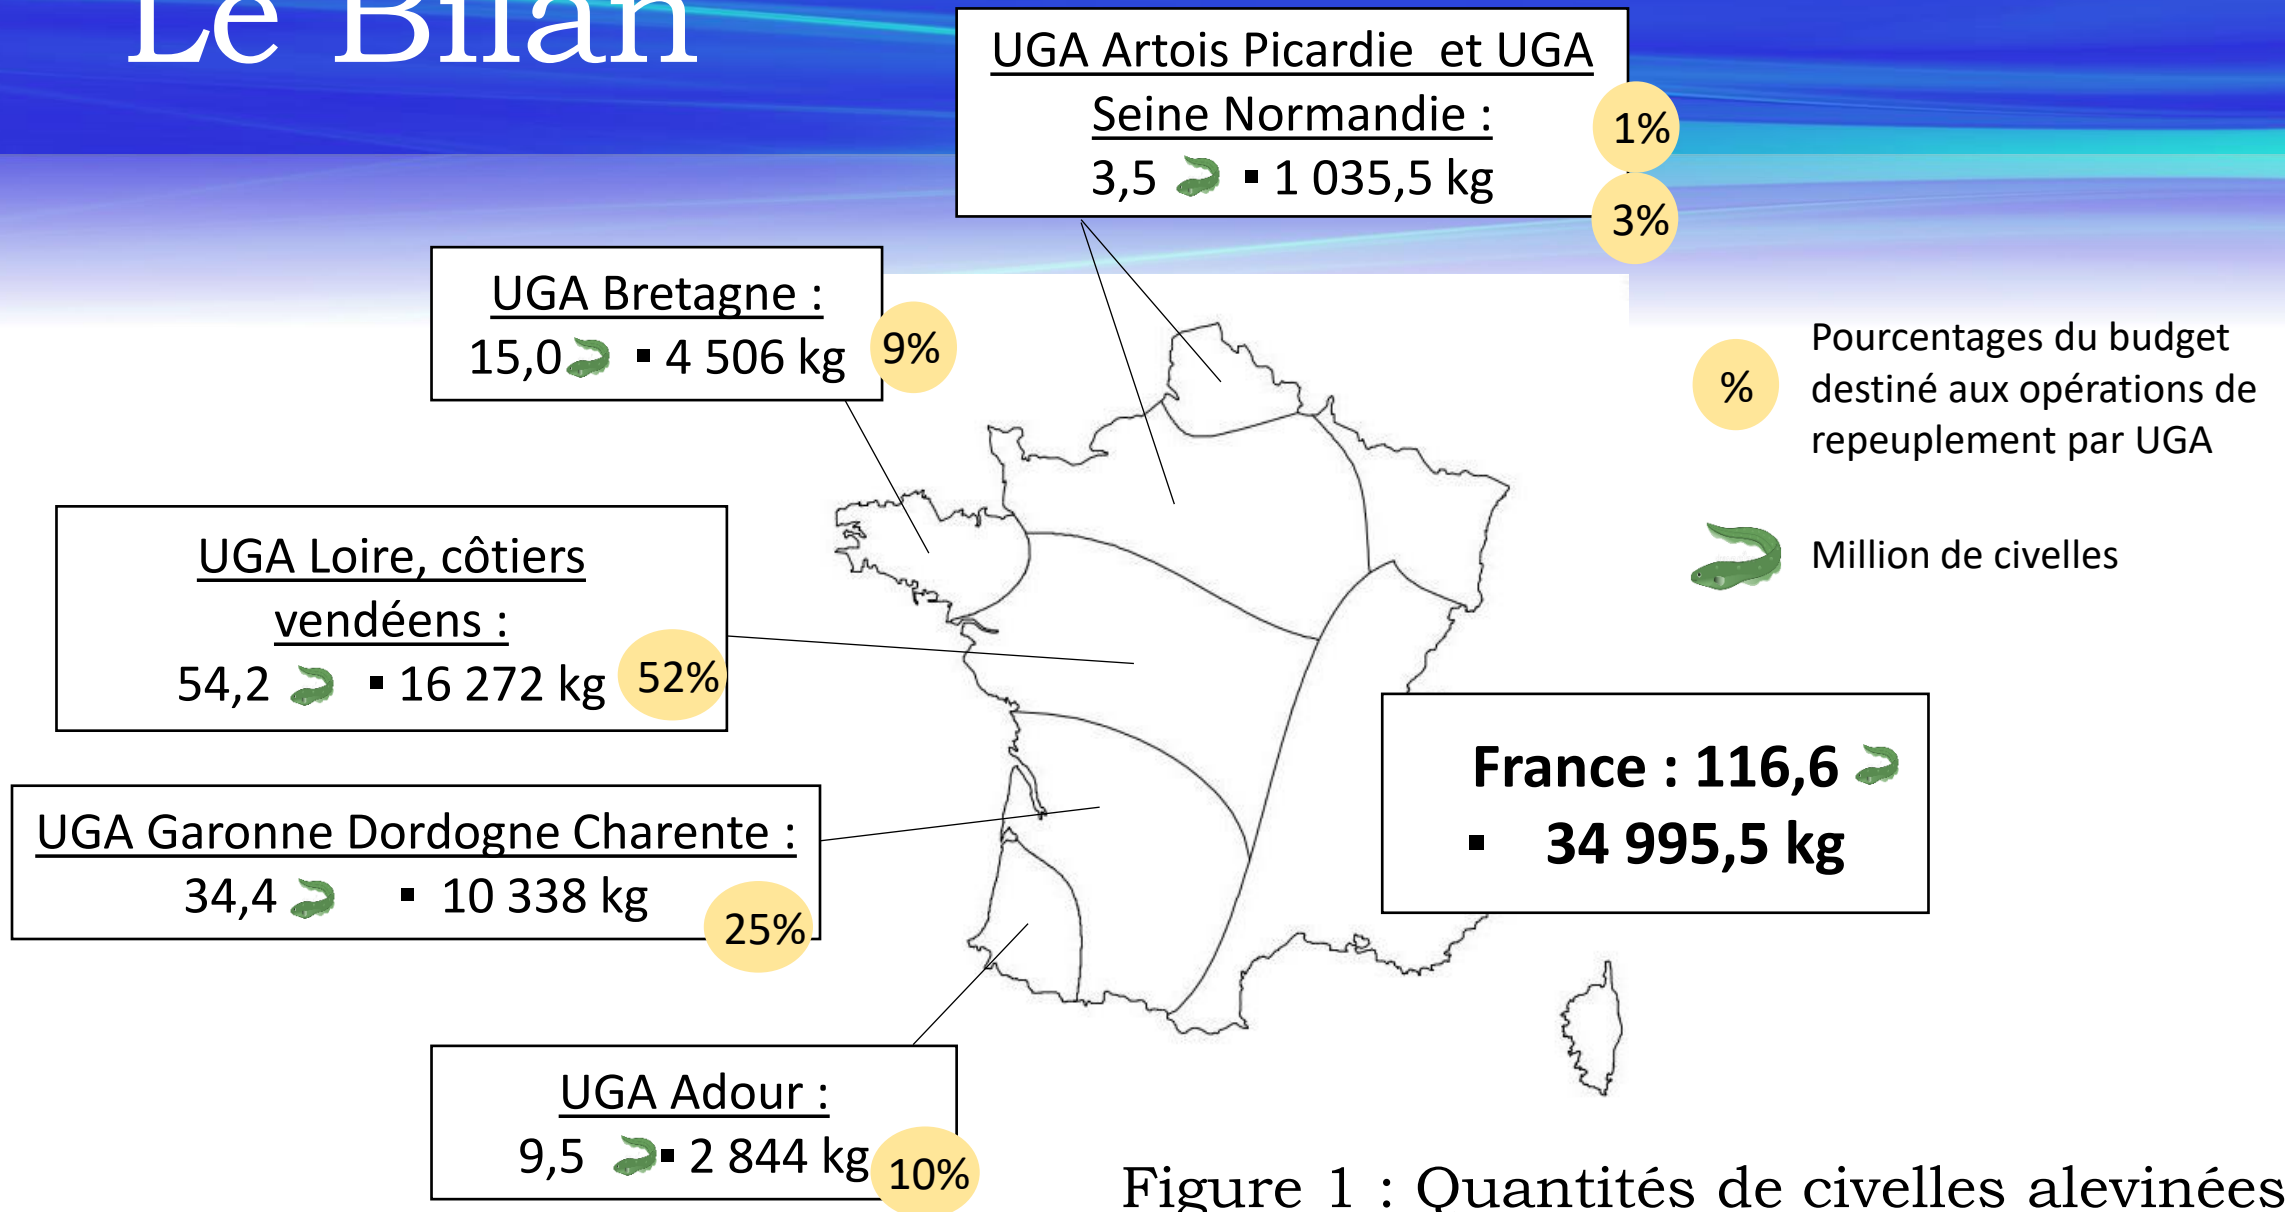 Le Bilan
UGA Artois Picardie et UGA
Seine Normandie :
3,5 ▪ 1 035,5 kg
1%
3%
UGA Bretagne :
15,0 ▪ 4 506 kg
9%
% Pourcentages du budget
destiné aux opérations de
repeuplement par UGA
Million de civelles
UGA Loire, côtiers
vendéens :
54,2 ▪ 16 272 kg
52%
France : 116,6
▪ 34 995,5 kg
UGA Garonne Dordogne Charente :
34,4 ▪ 10 338 kg
25%
UGA Adour :
9,5 ▪ 2 844 kg
10%
Figure 1 : Quantités de civelles alevinées